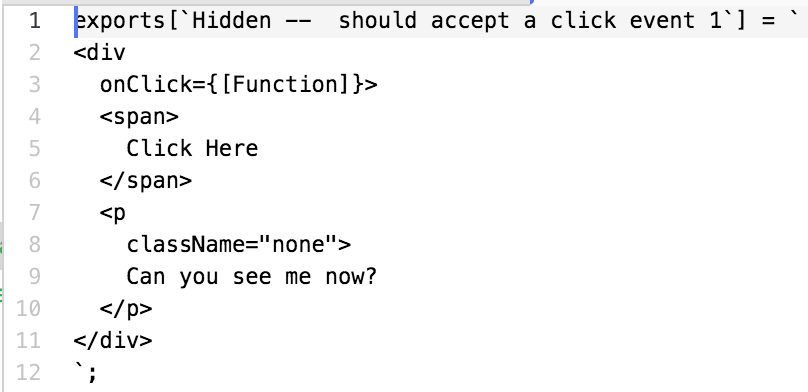 1 exports[`Hidden --  should accept a click event 1`] = `
2 <div
3   onClick={[Function]}>
4   <span>
5     Click Here
6   </span>
7   <p
8     className="none">
9     Can you see me now?
10   </p>
11 </div>
12 `;